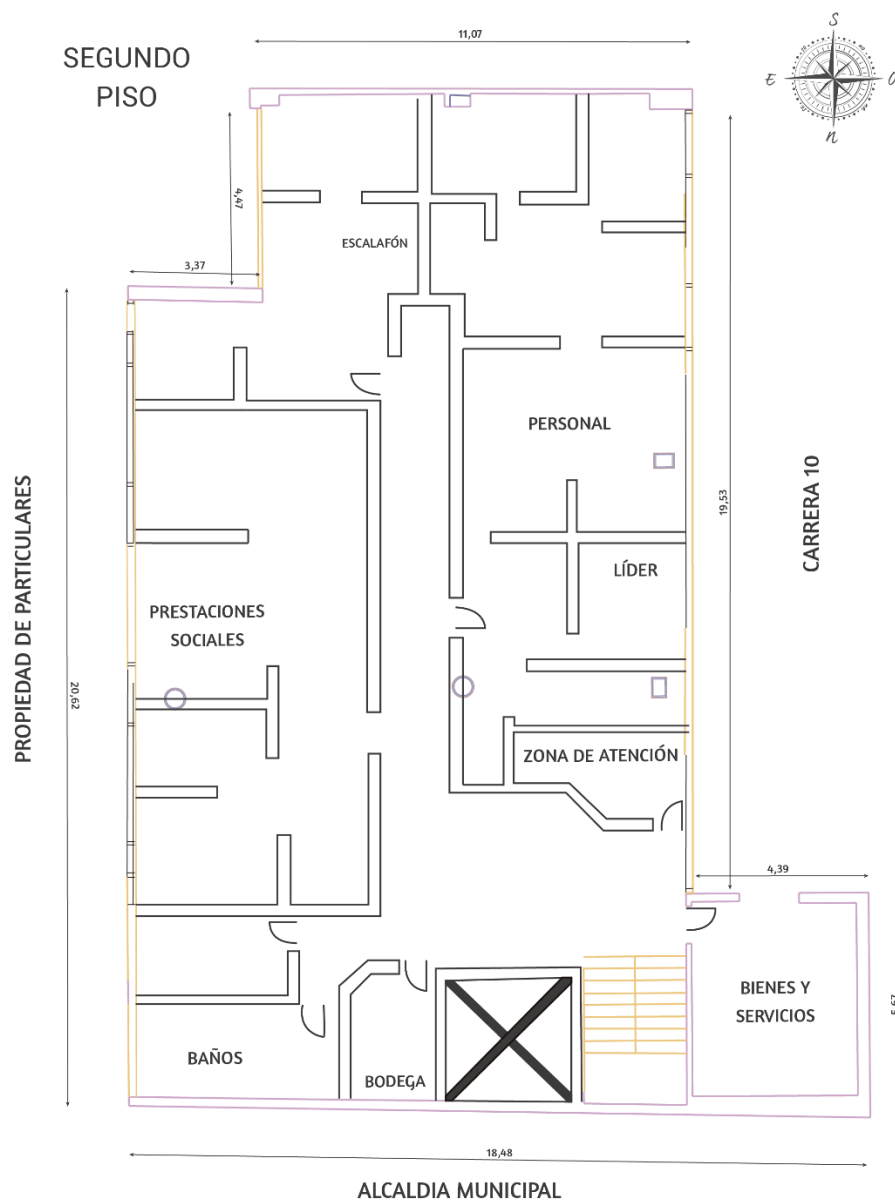 SEGUNDO
PISO
11,07
S
E
O
n
4,47
3,37
ESCALAFÓN
PERSONAL
19,53
CARRERA 10
LÍDER
PRESTACIONES
SOCIALES
PROPIEDAD DE PARTICULARES
20,62
ZONA DE ATENCIÓN
4,39
BIENES Y
SERVICIOS
5,67
BAÑOS
BODEGA
18,48
ALCALDIA MUNICIPAL